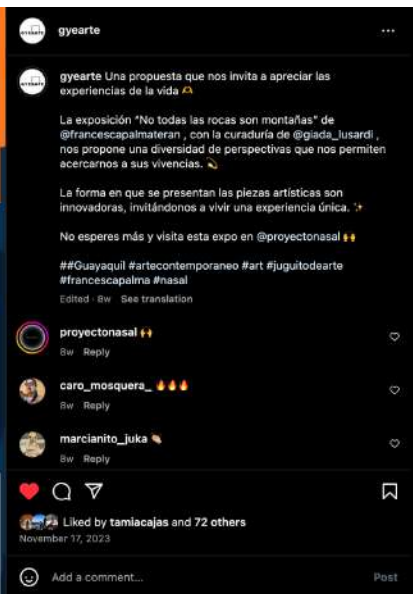 gyearte
gyearte Una propuesta que nos invita a apreciar las
experiencias de la vida
La exposición "No todas las rocas son montañas" de
@francescapalmateran , con la curaduría de @giada_lusardi ,
nos propone una diversidad de perspectivas que nos permiten
acercarnos a sus vivencias.
La forma en que se presentan las piezas artísticas son
innovadoras, invitándonos a vivir una experiencia única.
No esperes más y visita esta expo en @proyectonasal
##Guayaquil #artecontemporaneo #art #juguitodearte
#francescapalma #nasal
Edited · 8w See translation
proyectonasal
8w Reply
caro_mosquera_
8w Reply
marcianito_juka
8w Reply
Liked by tamiacajas and 72 others
November 17, 2023
Add a comment...
Post